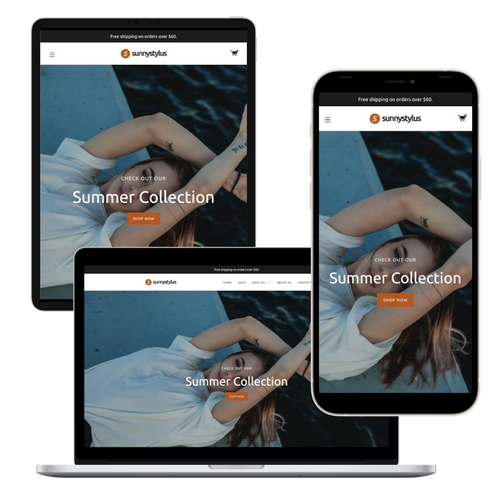 Free shipping on orders over $60.
sunnystylus
CHECK OUT OUR
Summer Collection
SHOP NOW
Free shipping on orders over $60.
sunnystylus
CHECK OUT OUR
Summer Collection
SHOP NOW
Free shipping on orders over $60.
sunnystylus
HOME SALE SHOP ALL ABOUT US CONTACT
CHECK OUT OUR
Summer Collection
SHOP NOW